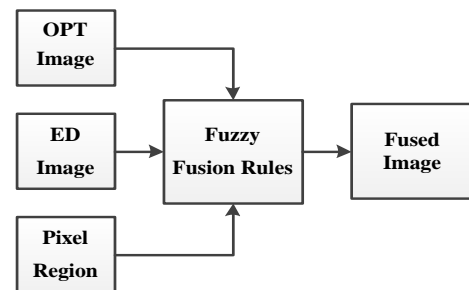 OPT
Image
ED
Image
Pixel
Region
Fuzzy
Fusion Rules
Fused
Image